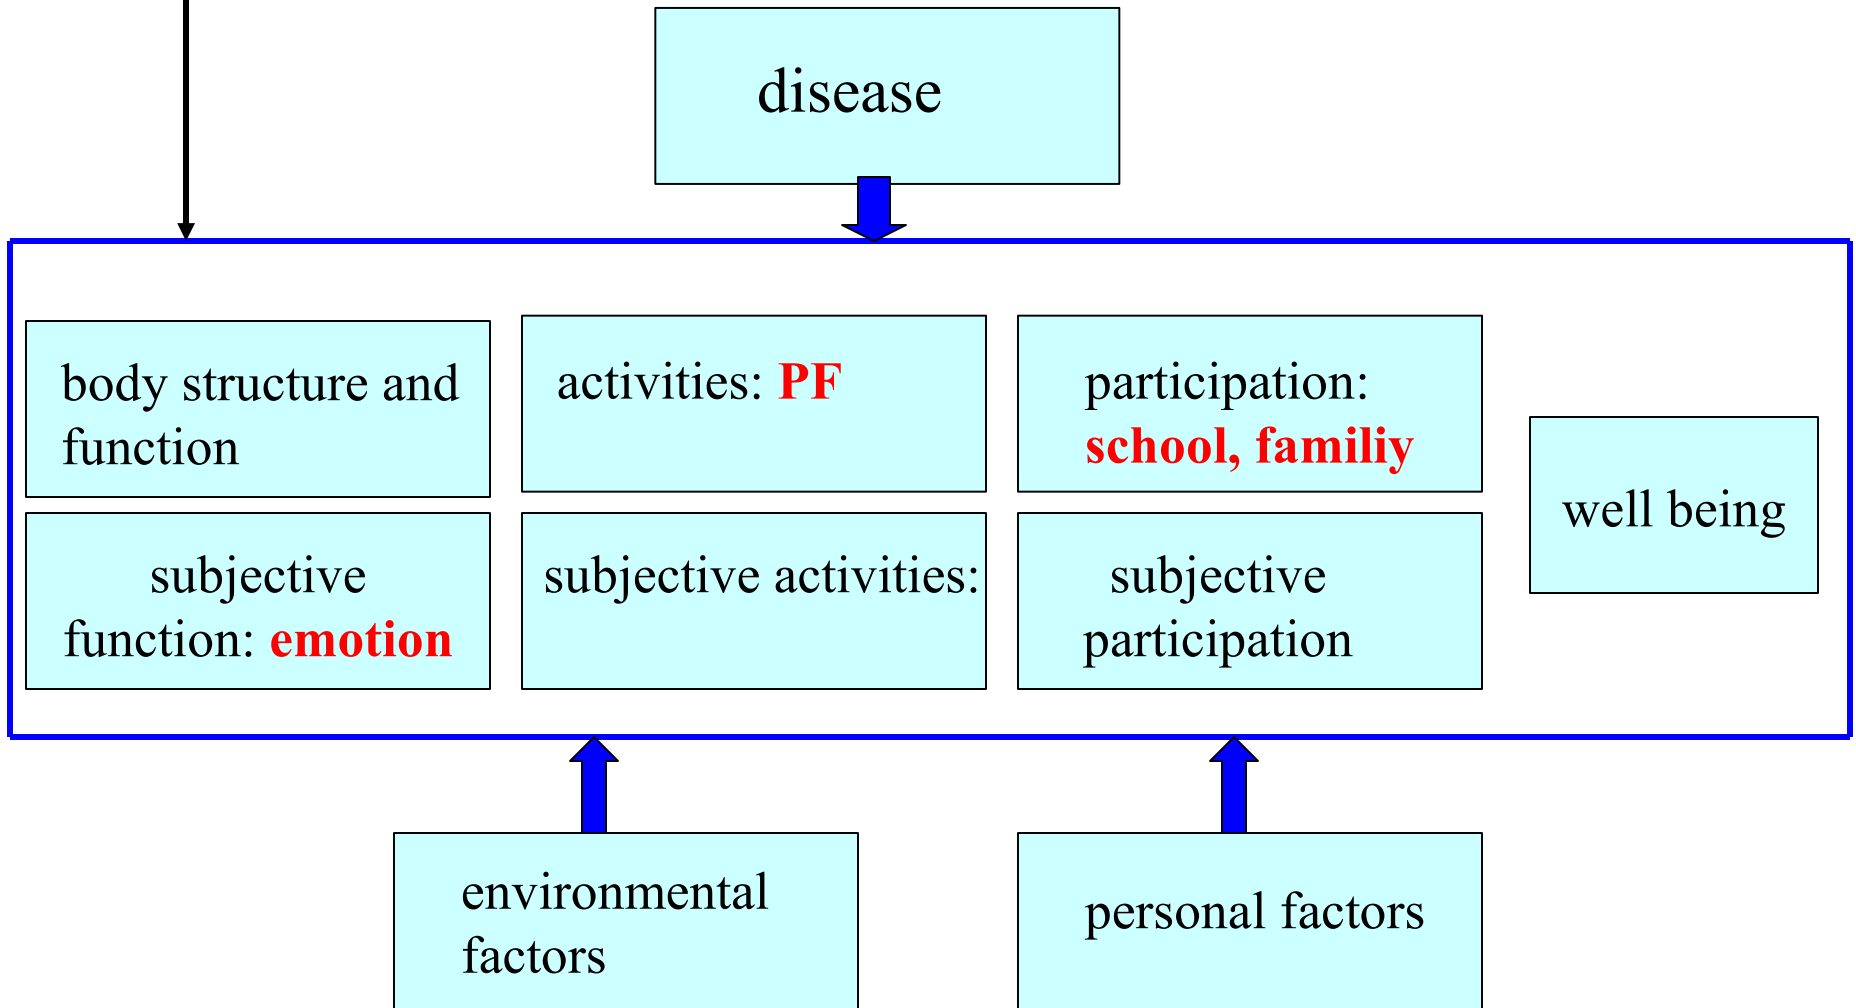 disease
body structure and
function
activities: PF
participation:
school, familiy
well being
subjective
function: emotion
subjective activities:
subjective
participation
environmental
factors
personal factors